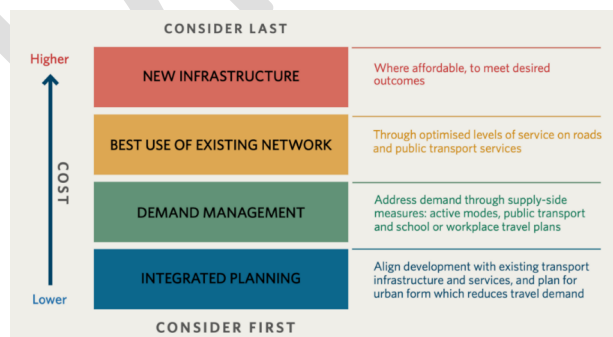 CONSIDER LAST
Higher
NEW INFRASTRUCTURE
Where affordable, to meet desired
outcomes
BEST USE OF EXISTING NETWORK
Through optimised levels of service on roads
and public transport services
COST
DEMAND MANAGEMENT
Address demand through supply-side
measures: active modes, public transport
and school or workplace travel plans
INTEGRATED PLANNING
Align development with existing transport
infrastructure and services, and plan for
urban form which reduces travel demand
Lower
CONSIDER FIRST